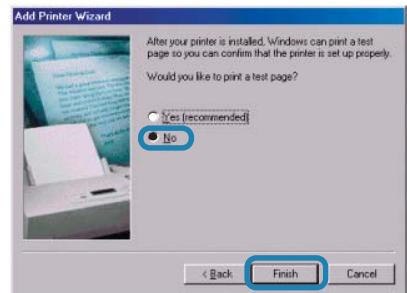 Add Printer Wizard
After your printer is installed, Windows can print a test
page so you can confirm that the printer is set up properly.
Would you like to print a test page?
Yes (recommended)
No
< Back
Finish
Cancel